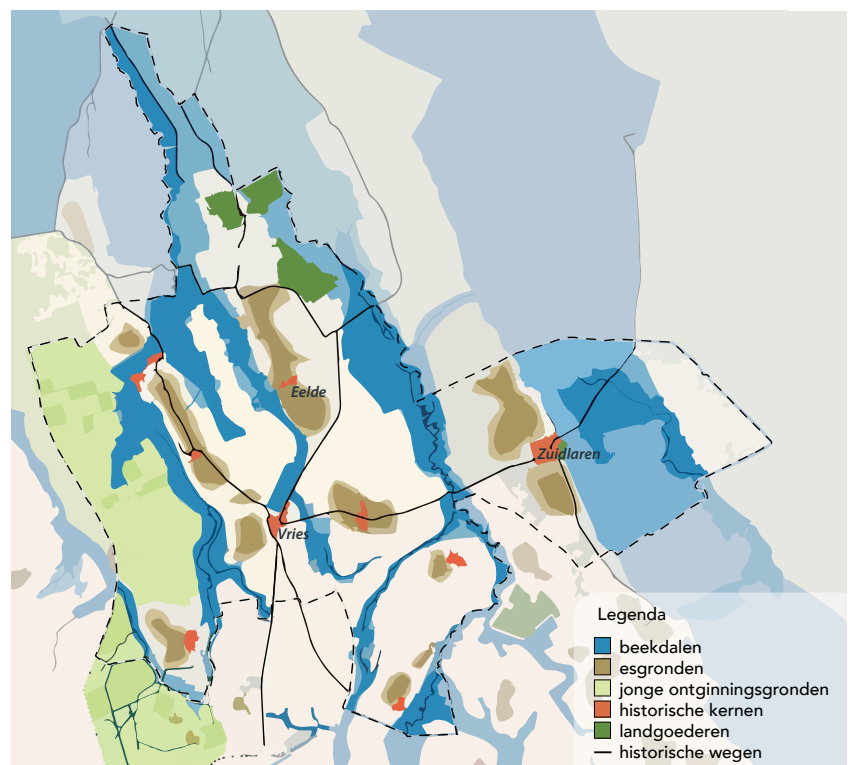 Eelde
Zuidlaren
Vries
Legenda
beekdalen
esgronden
jonge ontginningsgronden
historische kernen
landgoederen
historische wegen